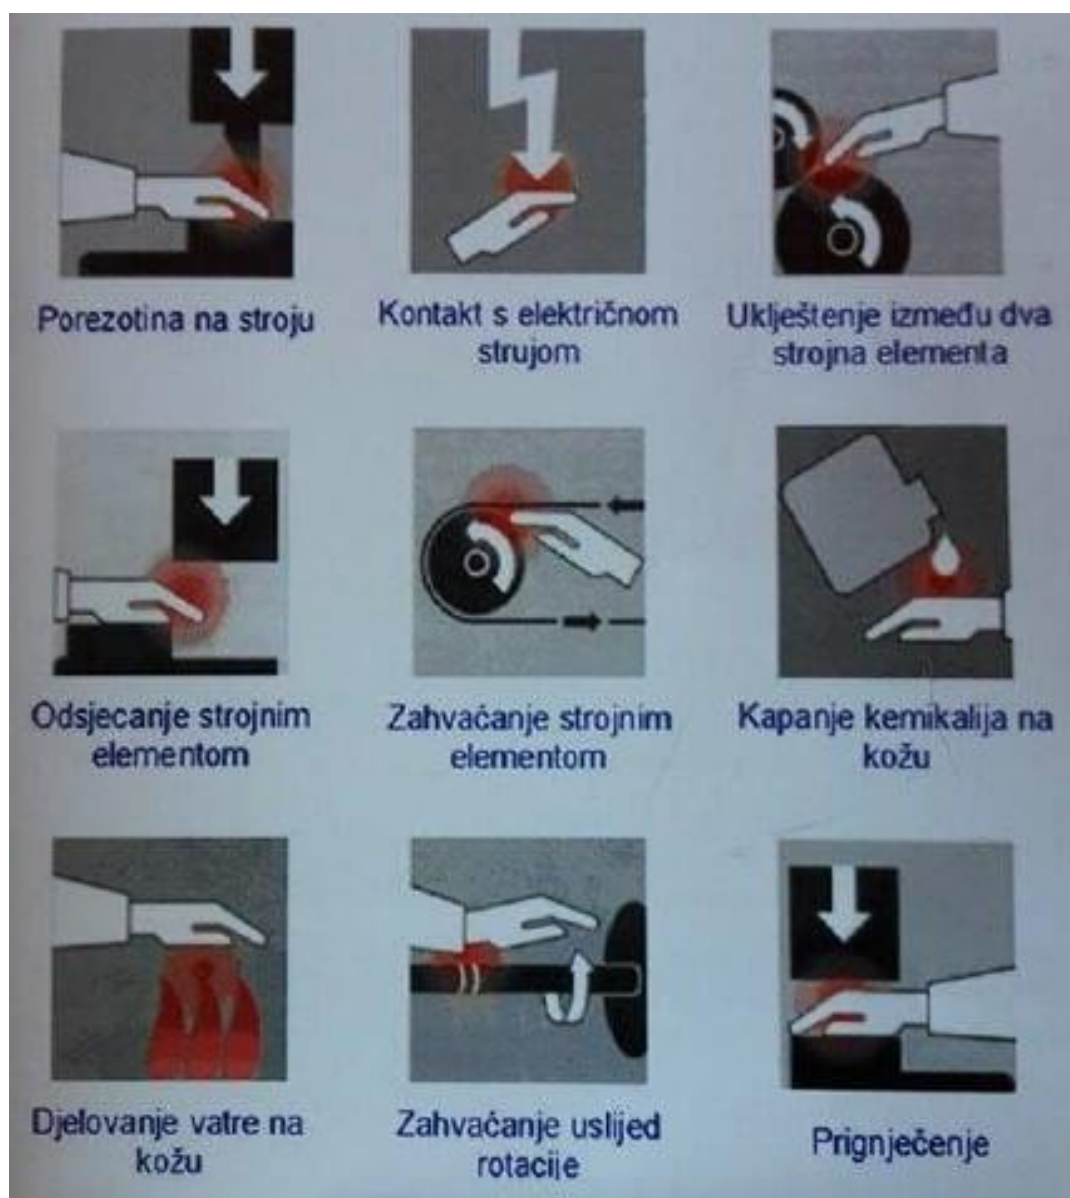 Porezotina na stroju
Kontakt s električnom
strujom
Uklještenje između dva
strojna elementa
Odsjecanje strojnim
elementom
Zahvaćanje strojnim
elementom
Kapanje kemikalija na
kožu
Djelovanje vatre na
kožu
Zahvaćanje uslijed
rotacije
Prignječenje